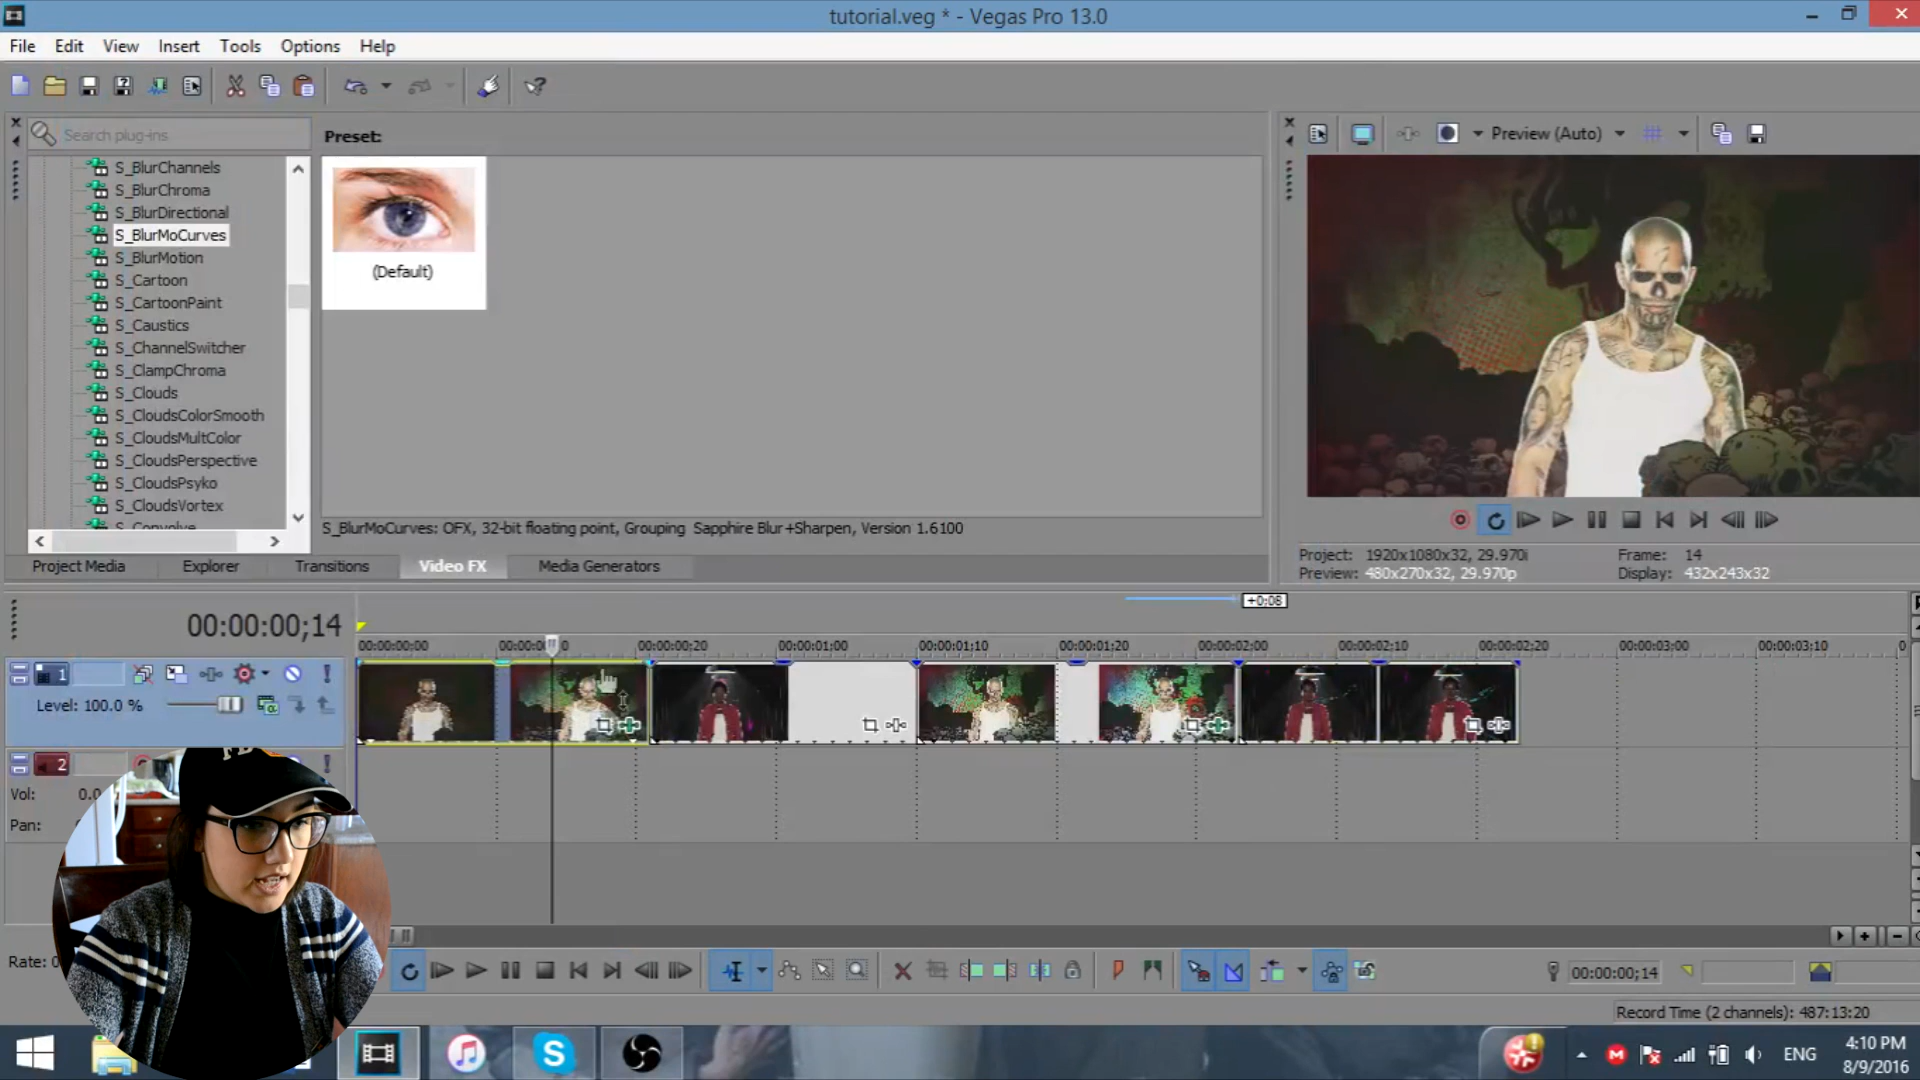 tutorial.veg * - Vegas Pro 13.0
File Edit View Insert Tools Options Help
Search plug-ins
Preset:
Preview (Auto)
S_BlurChannels
S_BlurChroma
S_BlurDirectional
S_BlurMoCurves
S_BlurMotion
S_Cartoon
S_CartoonPaint
S_Caustics
S_ChannelSwitcher
S_ClampChroma
S_Clouds
S_CloudsColorSmooth
S_CloudsMultColor
S_CloudsPerspective
S_CloudsPsyko
S_CloudsVortex
S_Convolve
(Default)
S_BlurMoCurves: OFX, 32-bit floating point, Grouping Sapphire Blur+Sharpen, Version 1.6100
Project Media Explorer Transitions Video FX Media Generators
Project: 1920x1080x32, 29.970i Frame: 14
Preview: 480x270x32, 29.970p Display: 432x243x32
+0:08
00:00:00;14
00:00:00;00 00:00:00;20 00:00:01;00 00:00:01;10 00:00:01;20 00:00:02;00 00:00:02;10 00:00:02;20 00:00:03;00 00:00:03;10
1
Level: 100.0 %
2
Vol:
Pan:
Rate:
00:00:00;14
Record Time (2 channels): 487:13:20
ENG
4:10 PM
8/9/2016